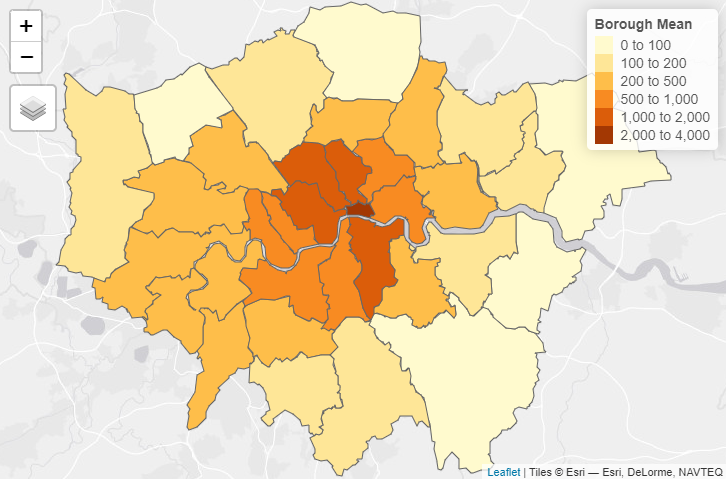 +
−
Borough Mean
0 to 100
100 to 200
200 to 500
500 to 1,000
1,000 to 2,000
2,000 to 4,000
Leaflet | Tiles © Esri — Esri, DeLorme, NAVTEQ